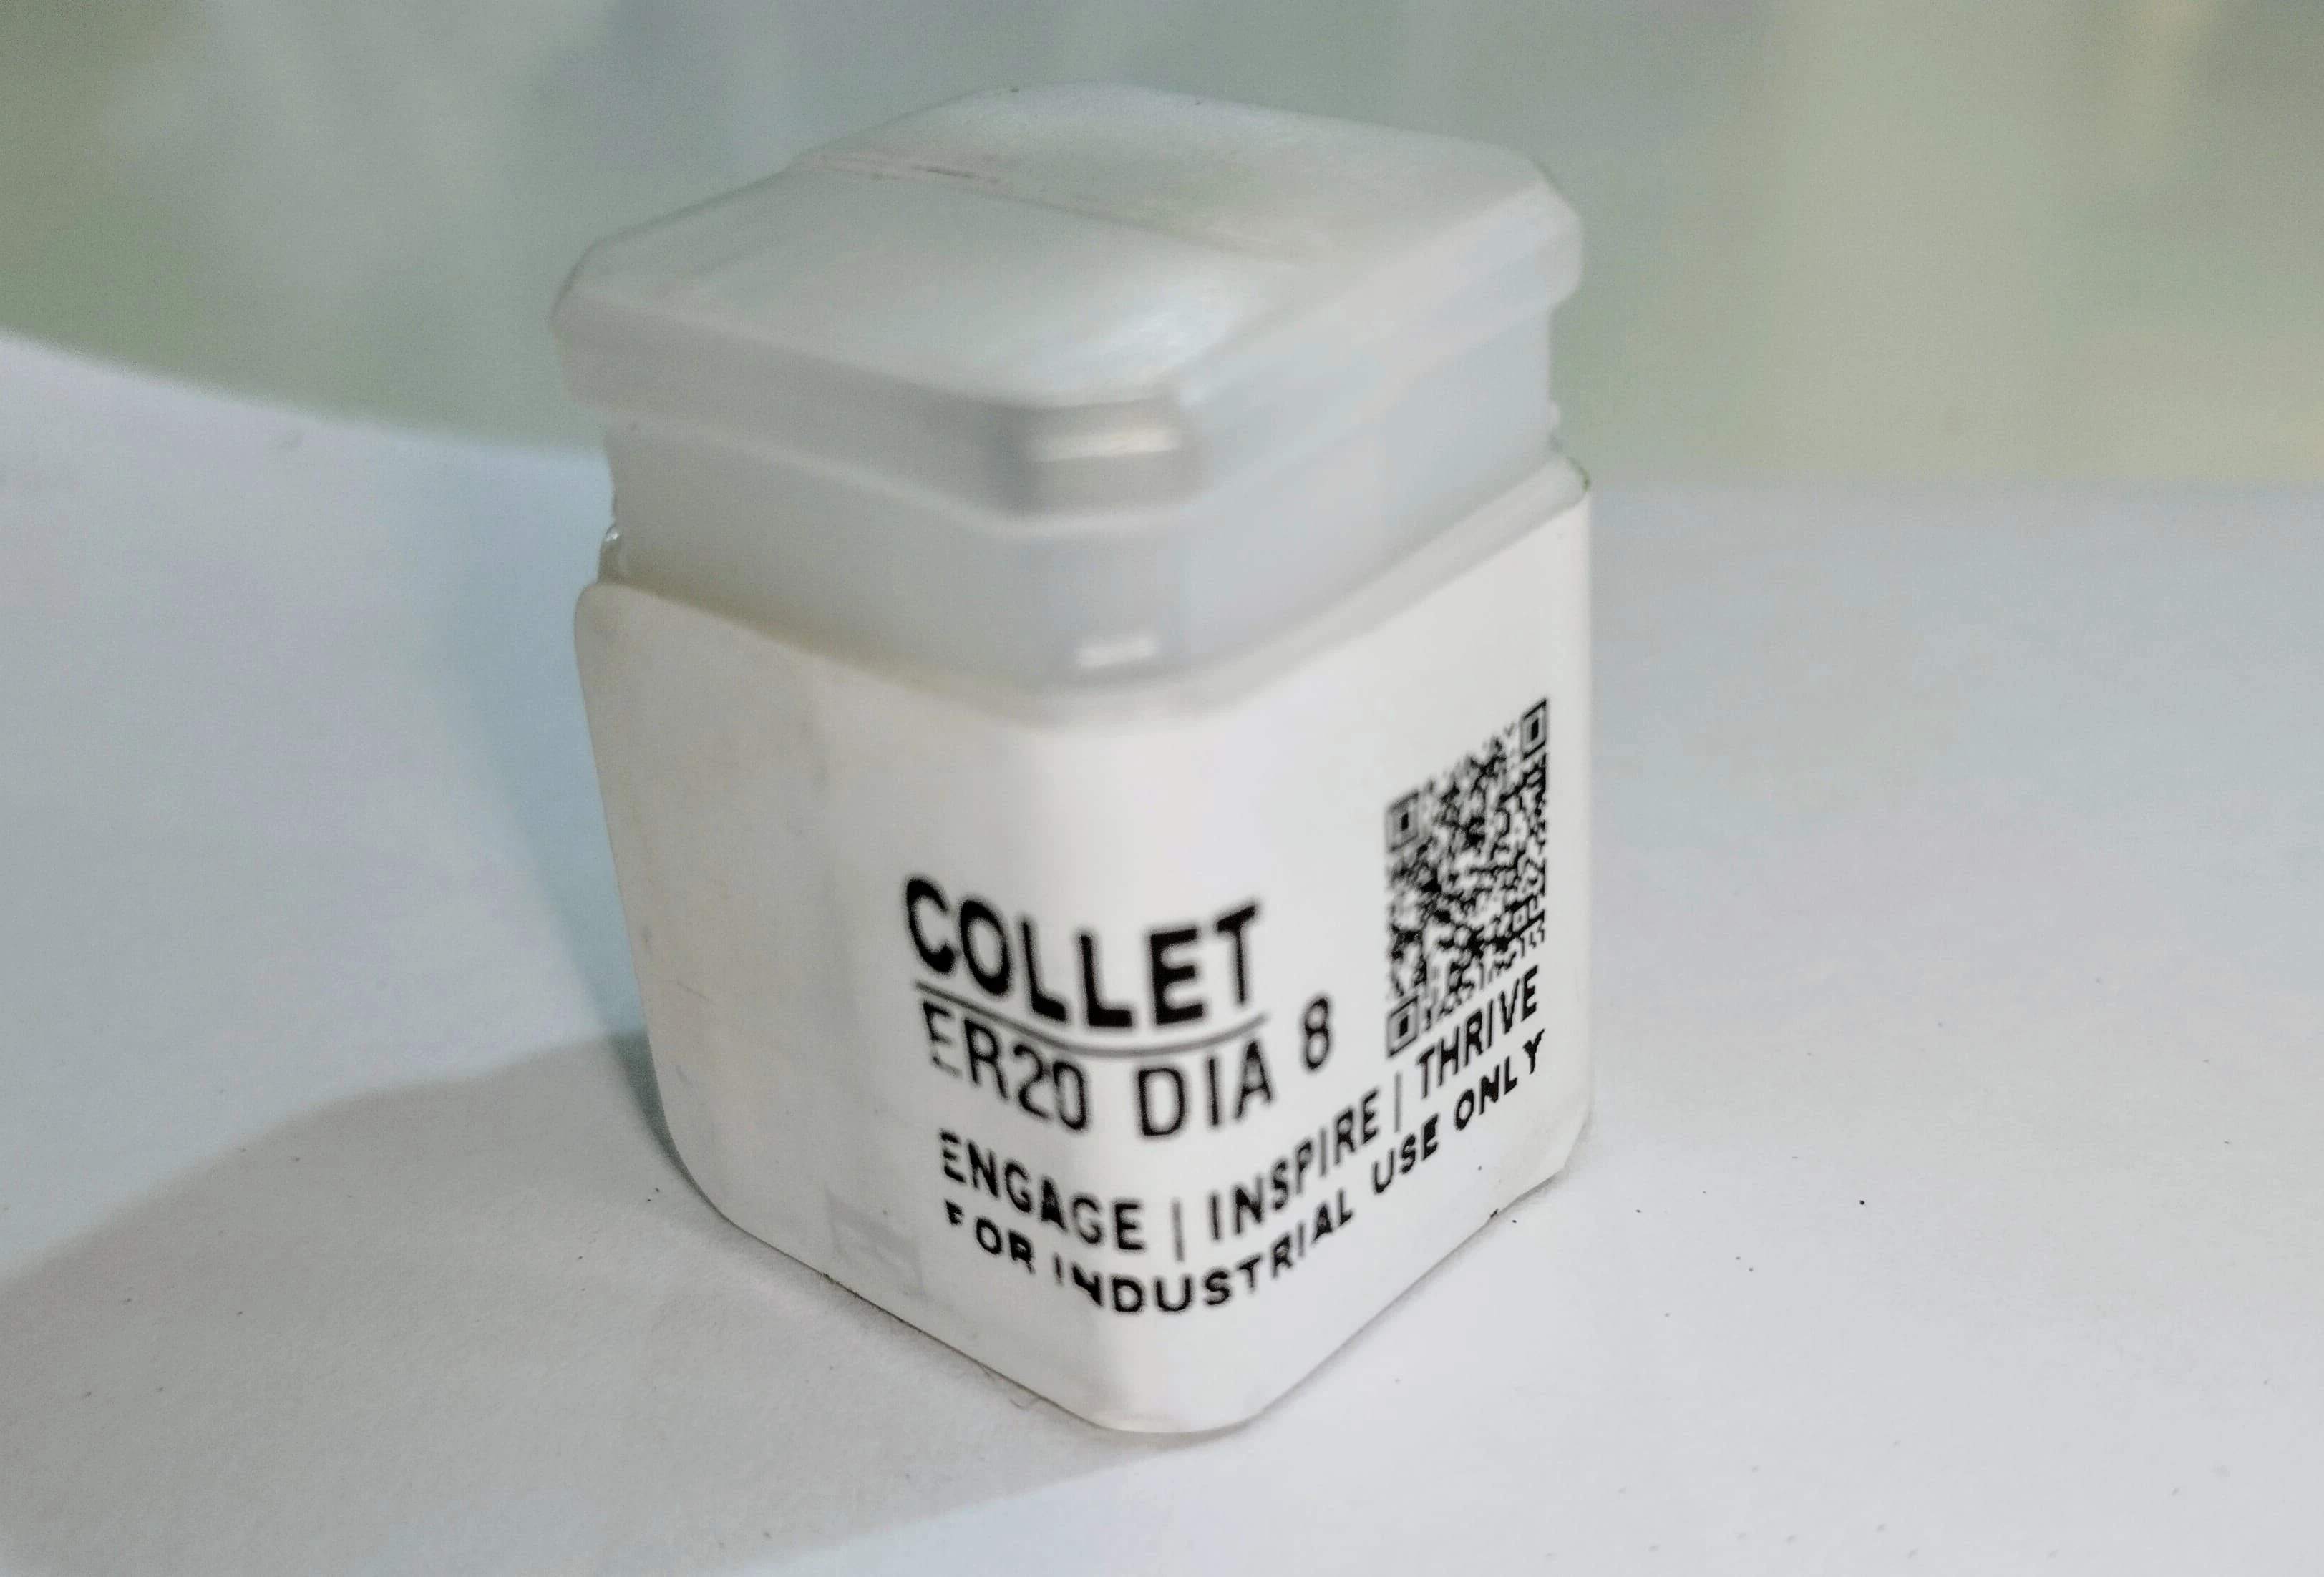 COLLET
ER20 DIA 8
ENGAGE | INSPIRE | THRIVE
FOR INDUSTRIAL USE ONLY